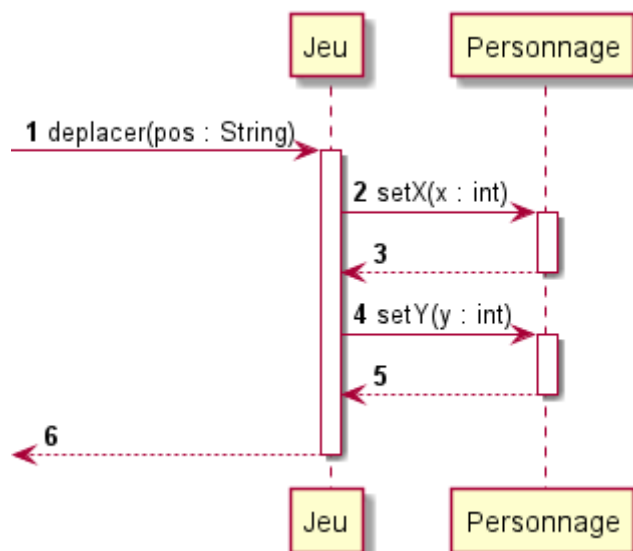 Jeu Personnage
1 deplacer(pos : String)
2 setX(x : int)
3
4 setY(y : int)
5
6
Jeu Personnage